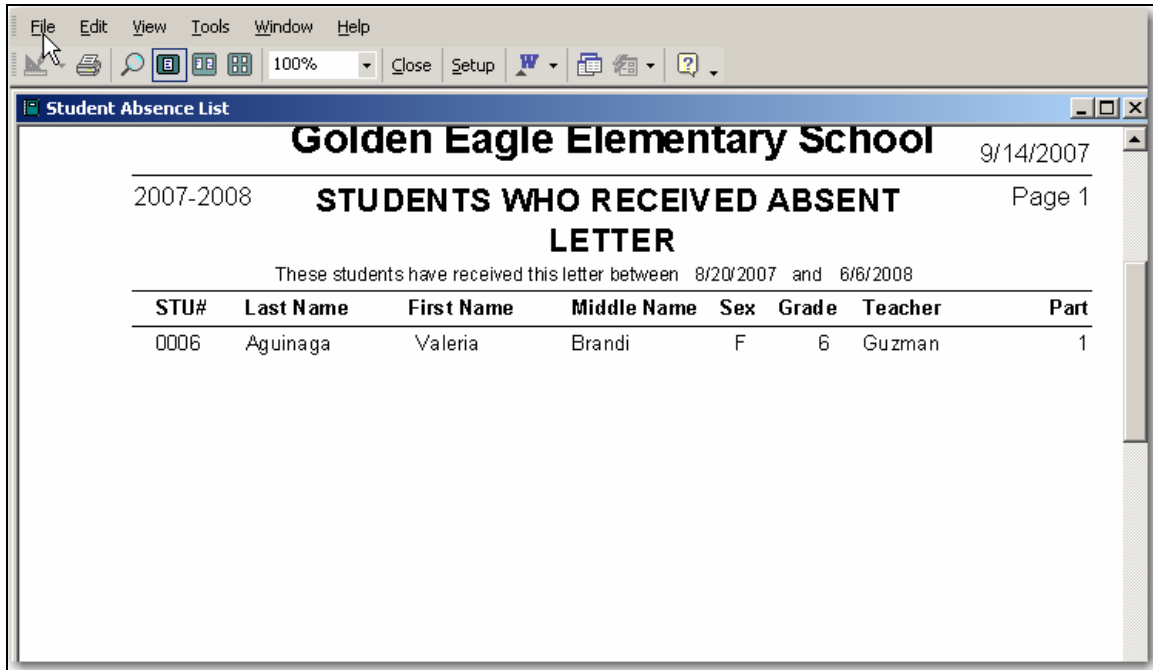 File Edit View Tools Window Help
100% Close Setup W ?
Student Absence List
Golden Eagle Elementary School 9/14/2007
2007-2008 STUDENTS WHO RECEIVED ABSENT Page 1
LETTER
These students have received this letter between 8/20/2007 and 6/6/2008
STU# Last Name First Name Middle Name Sex Grade Teacher Part
0006 Aguinaga Valeria Brandi F 6 Guzman 1